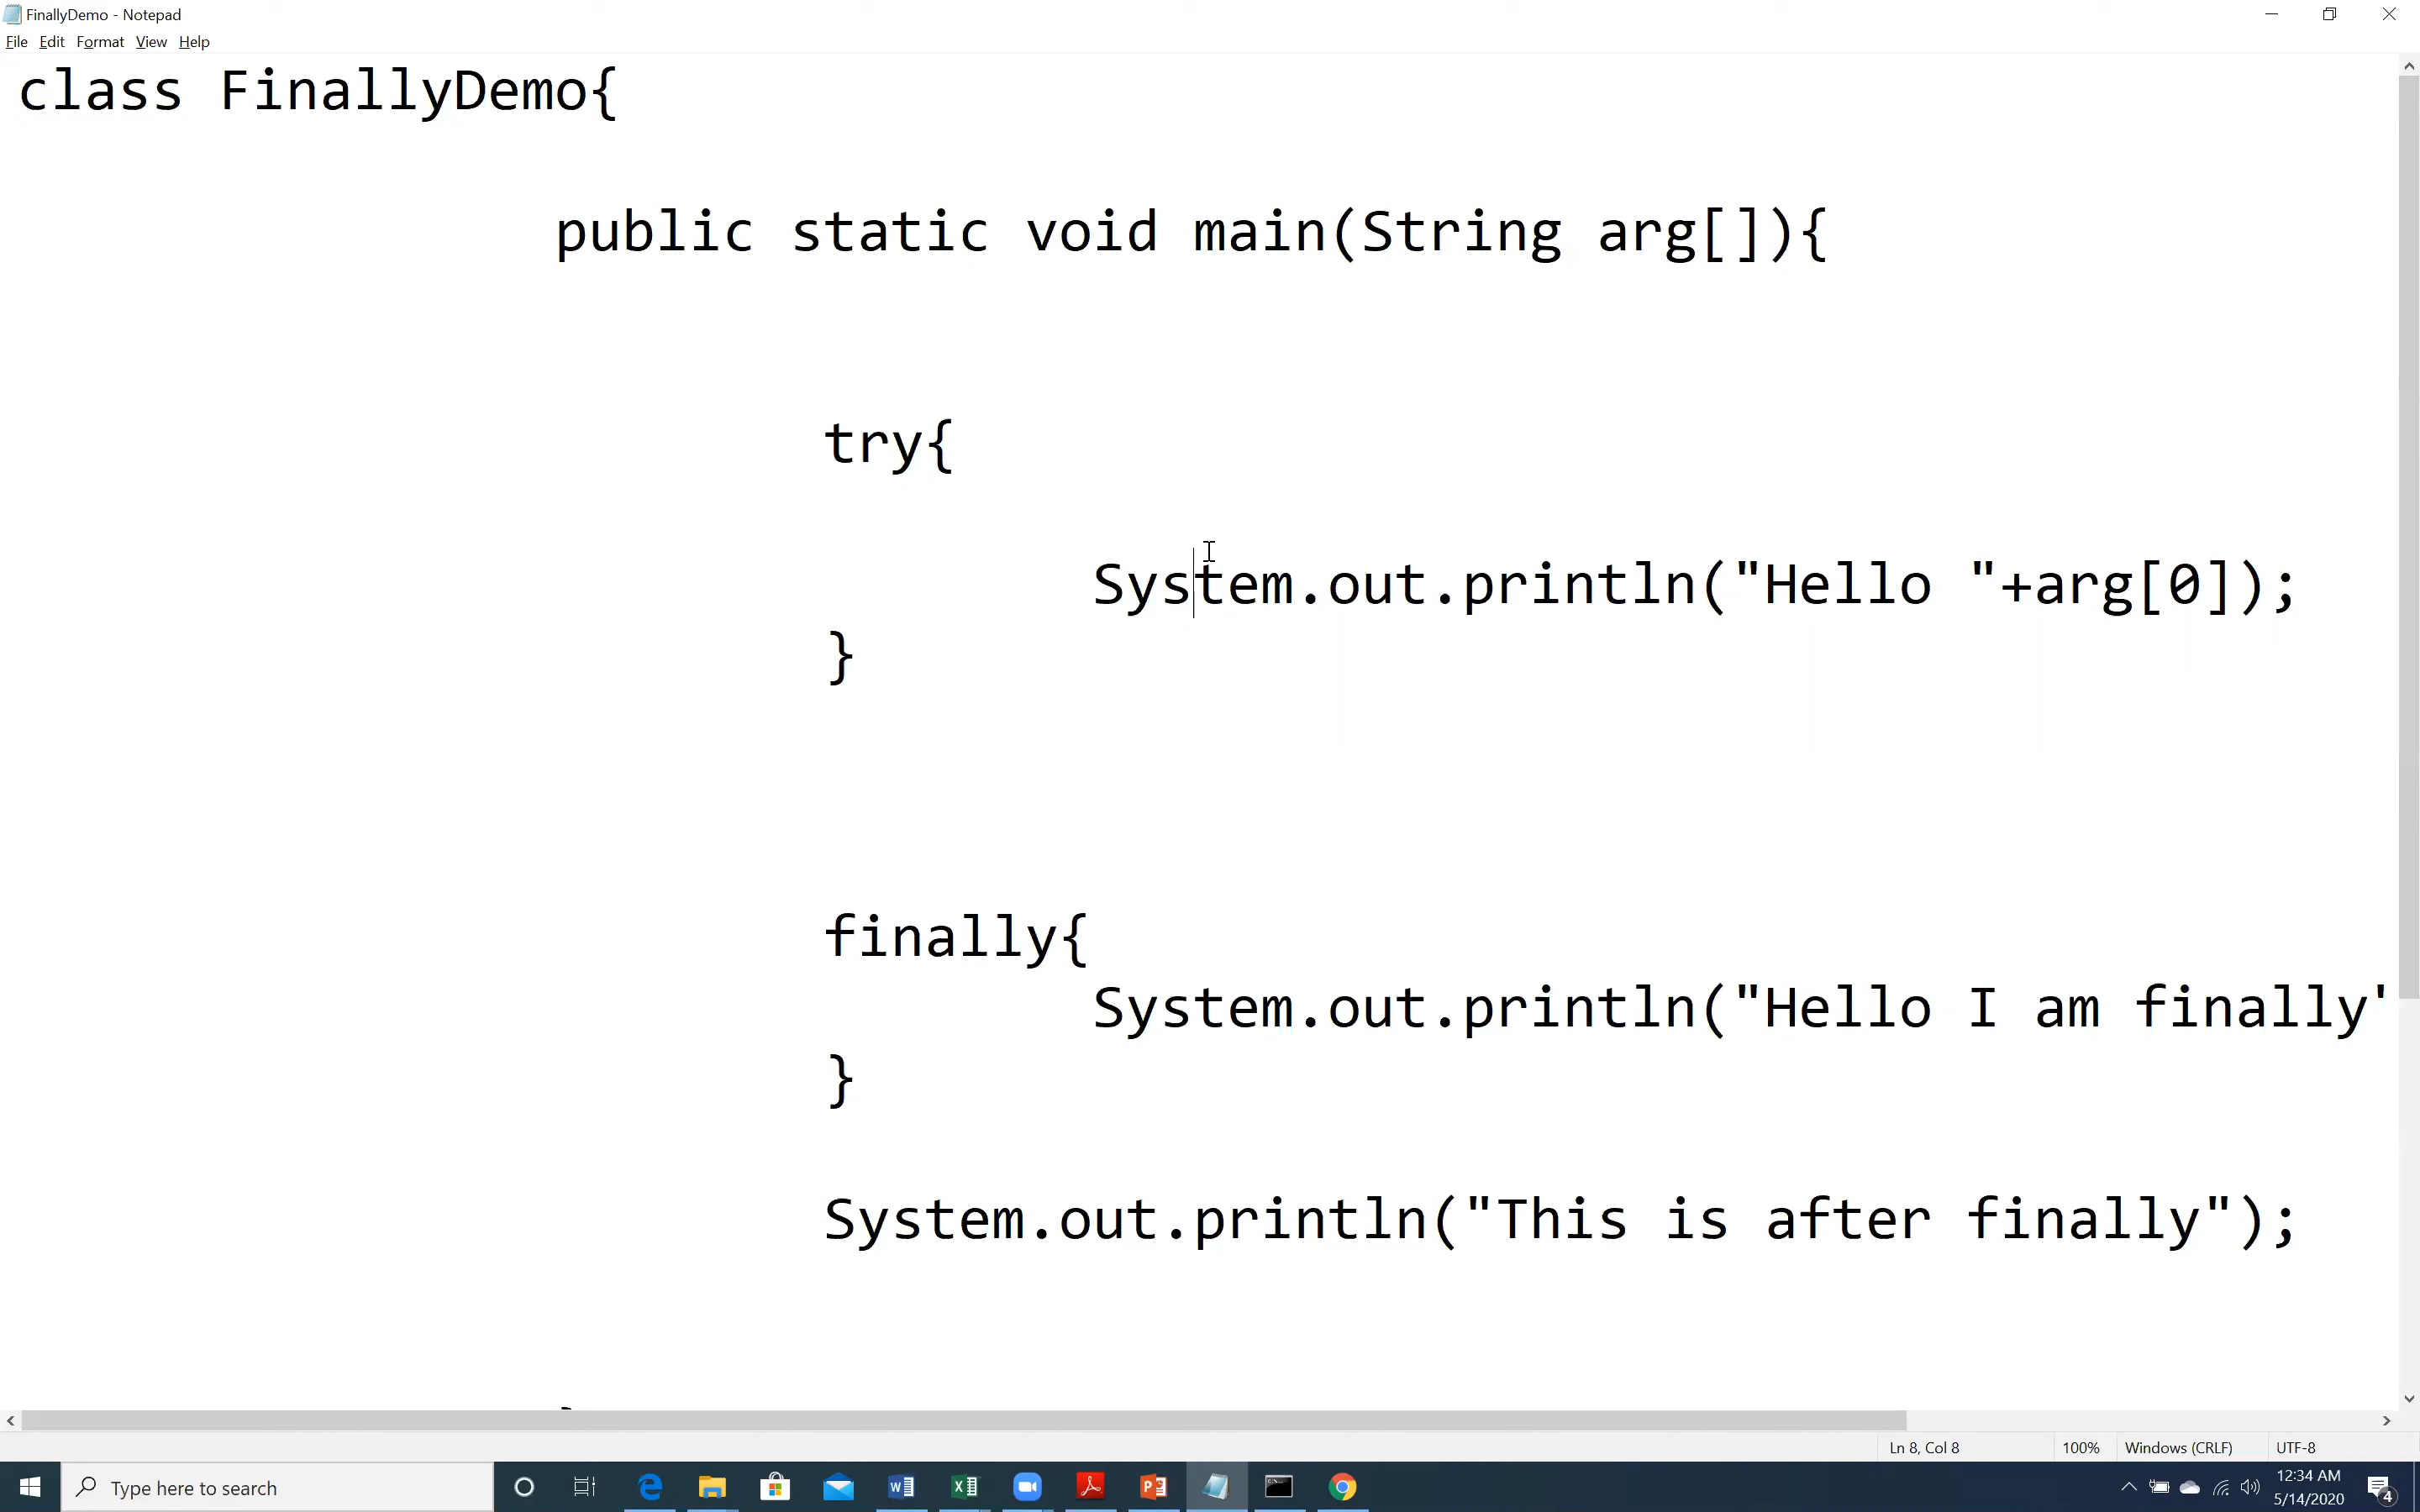 FinallyDemo - Notepad
File Edit Format View Help
class FinallyDemo{
public static void main(String arg[]){
try{
System.out.println("Hello "+arg[0]);
}
finally{
System.out.println("Hello I am finally'
}
System.out.println("This is after finally");
Ln 8, Col 8 100% Windows (CRLF) UTF-8
Type here to search
12:34 AM
5/14/2020
4